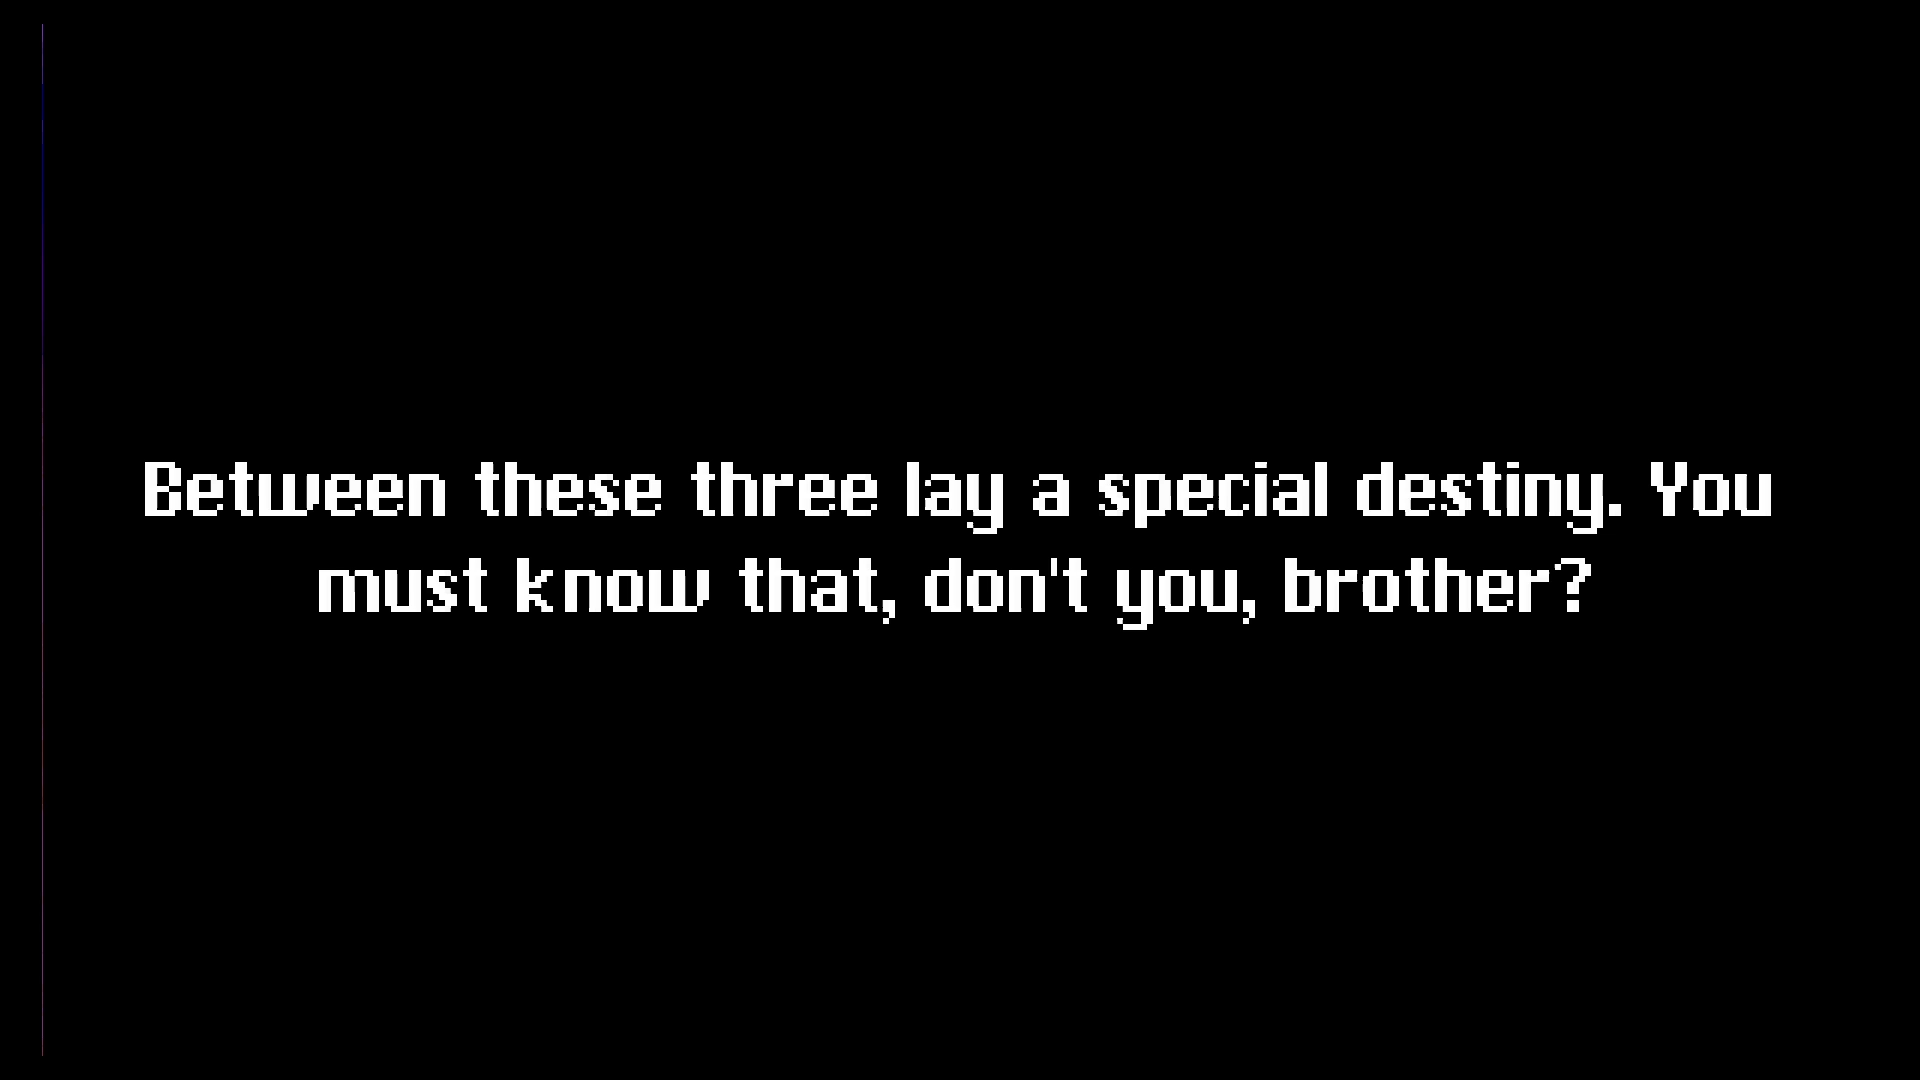 Between these three lay a special destiny. You
must know that, don't you, brother?